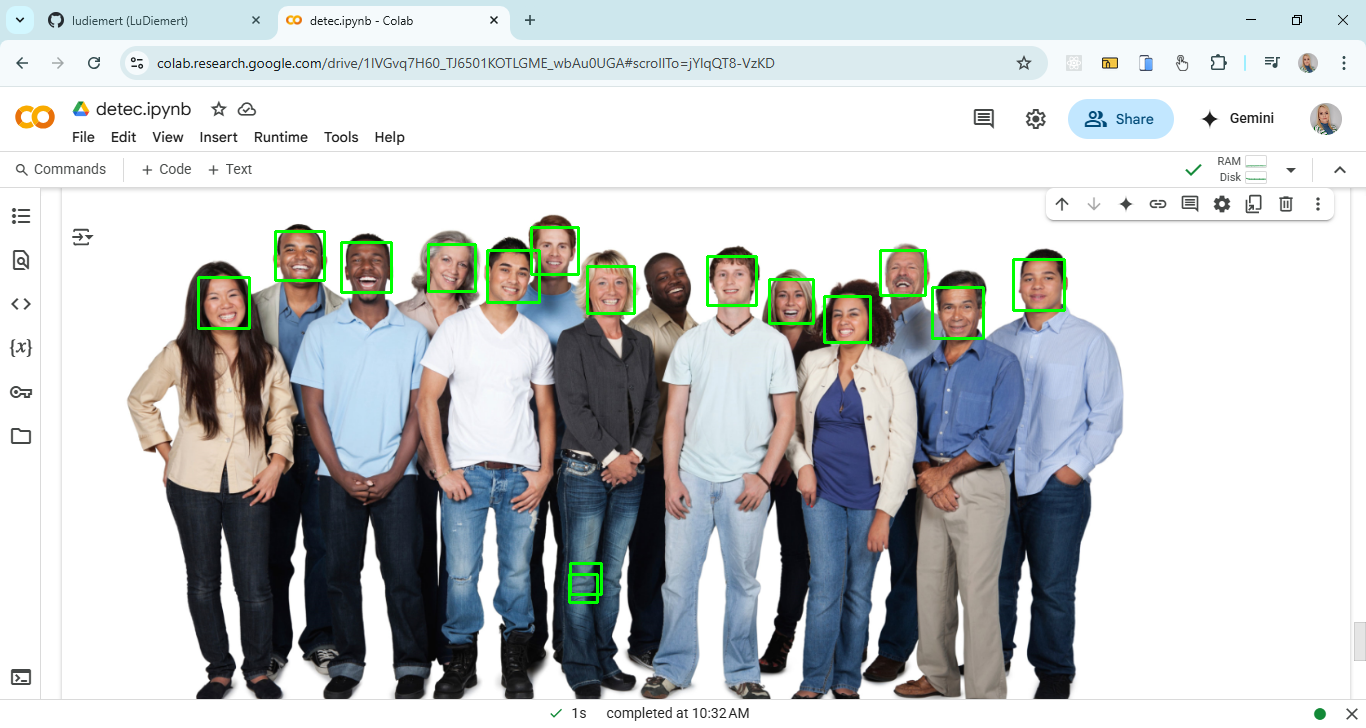 ludiemert (LuDiemert)
detec.ipynb - Colab
colab.research.google.com/drive/1IVGvq7H60_TJ6501KOTLGME_wbAu0UGA#scrollTo=jYlqQT8-VzKD
detec.ipynb
File Edit View Insert Runtime Tools Help
Share
Gemini
Commands
+ Code
+ Text
RAM
Disk
{x}
1s completed at 10:32 AM